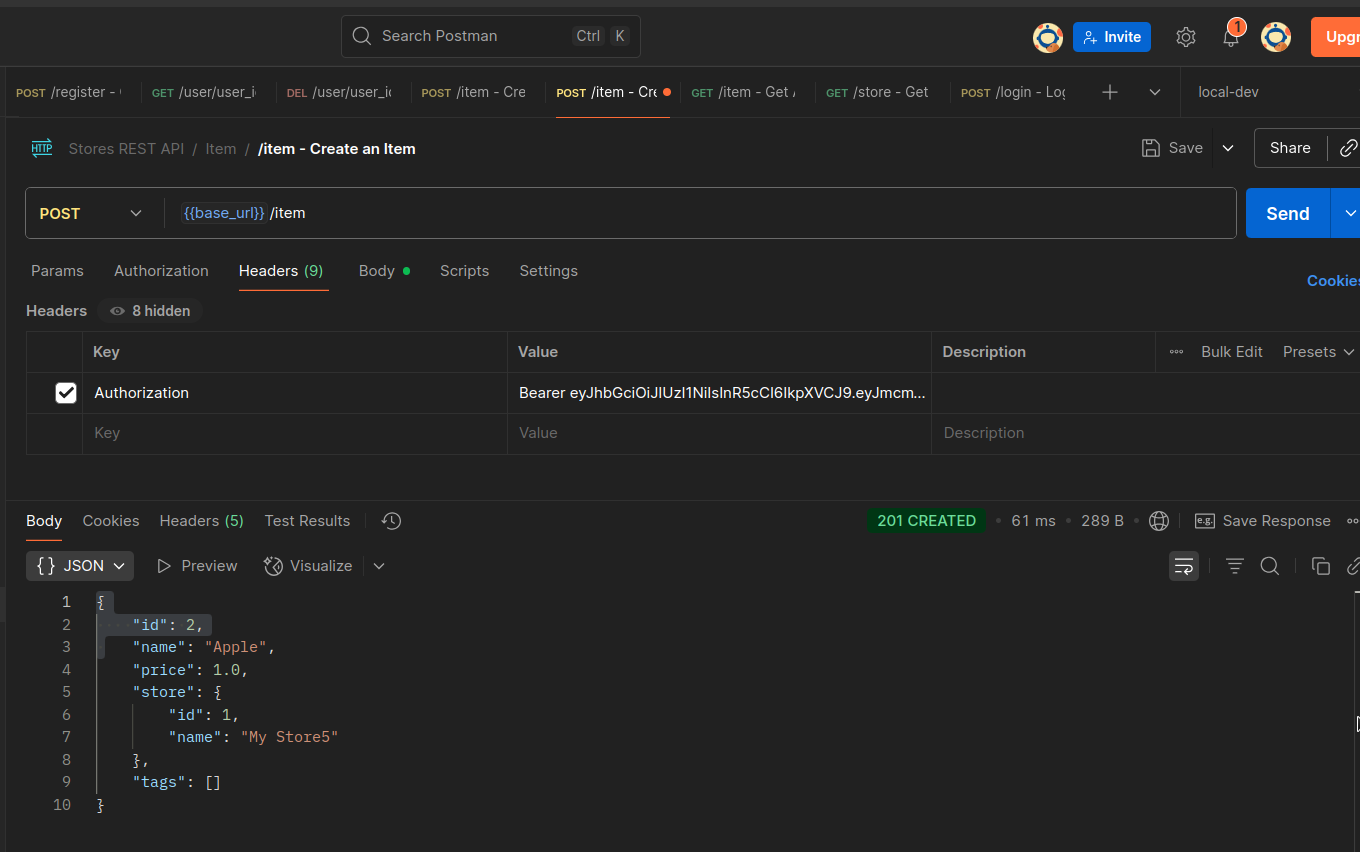 Search Postman Ctrl K
1
Invite
POST /register -
GET /user/user_i
DEL /user/user_i
POST /item - Cre
POST /item - Cre
GET /item - Get
GET /store - Get
POST /login - Log
local-dev
HTTP Stores REST API / Item / /item - Create an Item
Save
Share
POST {{base_url}} /item
Send
Params Authorization Headers (9) Body Scripts Settings
Cookies
Headers 8 hidden
Key Value Description Bulk Edit Presets
Authorization Bearer
Key Value Description
Body Cookies Headers (5) Test Results
201 CREATED • 61 ms • 289 B
e.g. Save Response
{} JSON Preview Visualize
1 {
2 "id": 2,
3 "name": "Apple",
4 "price": 1.0,
5 "store": {
6 "id": 1,
7 "name": "My Store5"
8 },
9 "tags": []
10 }